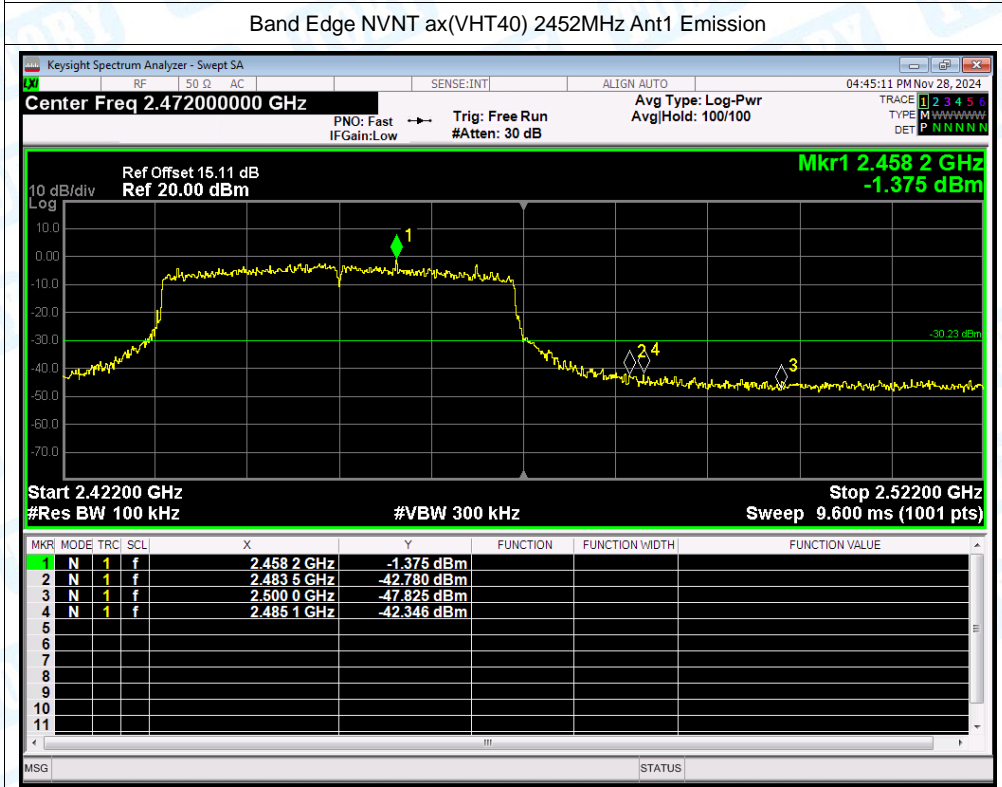 Band Edge NVNT ax(VHT40) 2452MHz Ant1 Emission
Keysight Spectrum Analyzer - Swept SA
LXI RF 50 Ω AC SENSE:INT ALIGN AUTO 04:45:11 PM Nov 28, 2024
Center Freq 2.472000000 GHz
PNO: Fast
IFGain:Low
Trig: Free Run
#Atten: 30 dB
Avg Type: Log-Pwr
Avg|Hold: 100/100
TRACE 1 2 3 4 5 6
TYPE M WWWWW
DET P N N N N N
Mkr1 2.458 2 GHz
-1.375 dBm
Ref Offset 15.11 dB
10 dB/div Ref 20.00 dBm
Log
10.0
0.00
-10.0
-20.0
-30.0
-40.0
-50.0
-60.0
-70.0
1
2 4
3
-30.23 dBm
Start 2.42200 GHz Stop 2.52200 GHz
#Res BW 100 kHz #VBW 300 kHz Sweep 9.600 ms (1001 pts)
MKR MODE TRC SCL X Y FUNCTION FUNCTION WIDTH FUNCTION VALUE
1 N 1 f 2.458 2 GHz -1.375 dBm
2 N 1 f 2.483 5 GHz -42.780 dBm
3 N 1 f 2.500 0 GHz -47.825 dBm
4 N 1 f 2.485 1 GHz -42.346 dBm
5
6
7
8
9
10
11
MSG STATUS